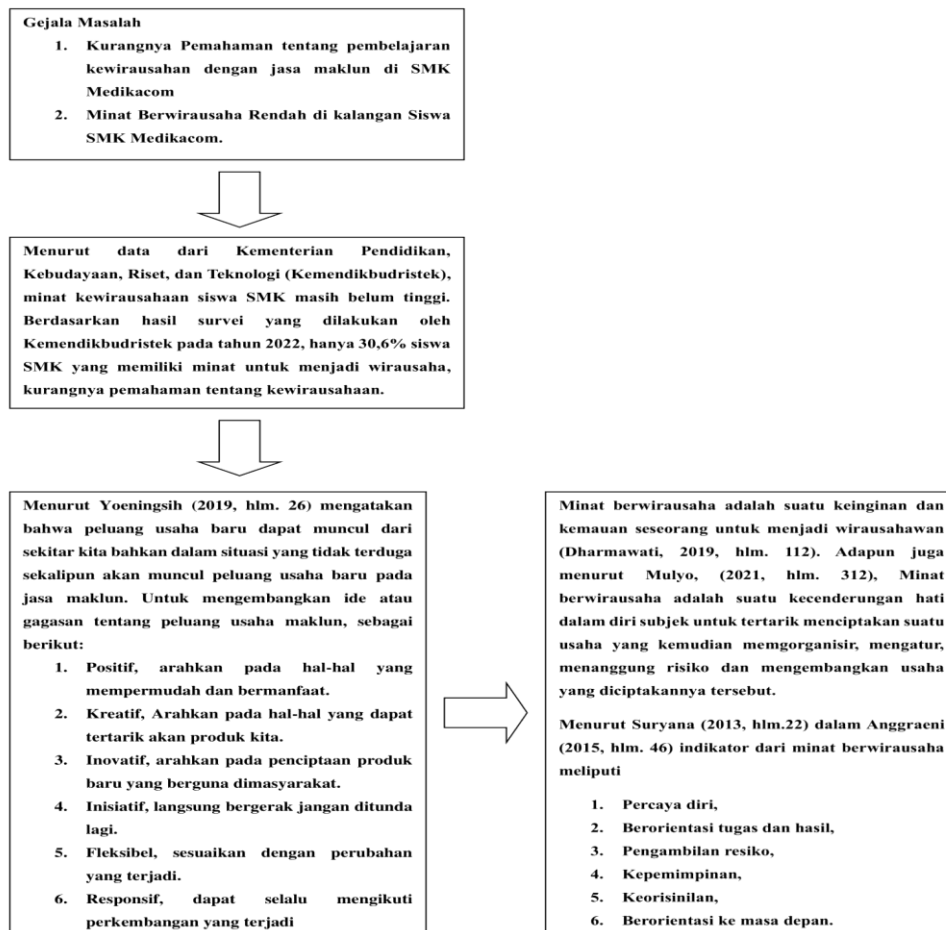 Gejala Masalah
1. Kurangnya Pemahaman tentang pembelajaran
kewirausahan dengan jasa maklun di SMK
Medikacom
2. Minat Berwirausaha Rendah di kalangan Siswa
SMK Medikacom.
Menurut data dari Kementerian Pendidikan,
Kebudayaan, Riset, dan Teknologi (Kemendikbudristek),
minat kewirausahaan siswa SMK masih belum tinggi.
Berdasarkan hasil survei yang dilakukan oleh
Kemendikbudristek pada tahun 2022, hanya 30,6% siswa
SMK yang memiliki minat untuk menjadi wirausaha,
kurangnya pemahaman tentang kewirausahaan.
Menurut Yoeningsih (2019, hlm. 26) mengatakan
bahwa peluang usaha baru dapat muncul dari
sekitar kita bahkan dalam situasi yang tidak terduga
sekalipun akan muncul peluang usaha baru pada
jasa maklun. Untuk mengembangkan ide atau
gagasan tentang peluang usaha maklun, sebagai
berikut:
1. Positif, arahkan pada hal-hal yang
mempermudah dan bermanfaat.
2. Kreatif, Arahkan pada hal-hal yang dapat
tertarik akan produk kita.
3. Inovatif, arahkan pada penciptaan produk
baru yang berguna dimasyarakat.
4. Inisiatif, langsung bergerak jangan ditunda
lagi.
5. Fleksibel, sesuaikan dengan perubahan
yang terjadi.
6. Responsif, dapat selalu mengikuti
perkembangan yang terjadi
Minat berwirausaha adalah suatu keinginan dan
kemauan seseorang untuk menjadi wirausahawan
(Dharmawati, 2019, hlm. 112). Adapun juga
menurut Mulyo, (2021, hlm. 312), Minat
berwirausaha adalah suatu kecenderungan hati
dalam diri subjek untuk tertarik menciptakan suatu
usaha yang kemudian memgorganisir, mengatur,
menanggung risiko dan mengembangkan usaha
yang diciptakannya tersebut.
Menurut Suryana (2013, hlm.22) dalam Anggraeni
(2015, hlm. 46) indikator dari minat berwirausaha
meliputi
1. Percaya diri,
2. Berorientasi tugas dan hasil,
3. Pengambilan resiko,
4. Kepemimpinan,
5. Keorisinilan,
6. Berorientasi ke masa depan.